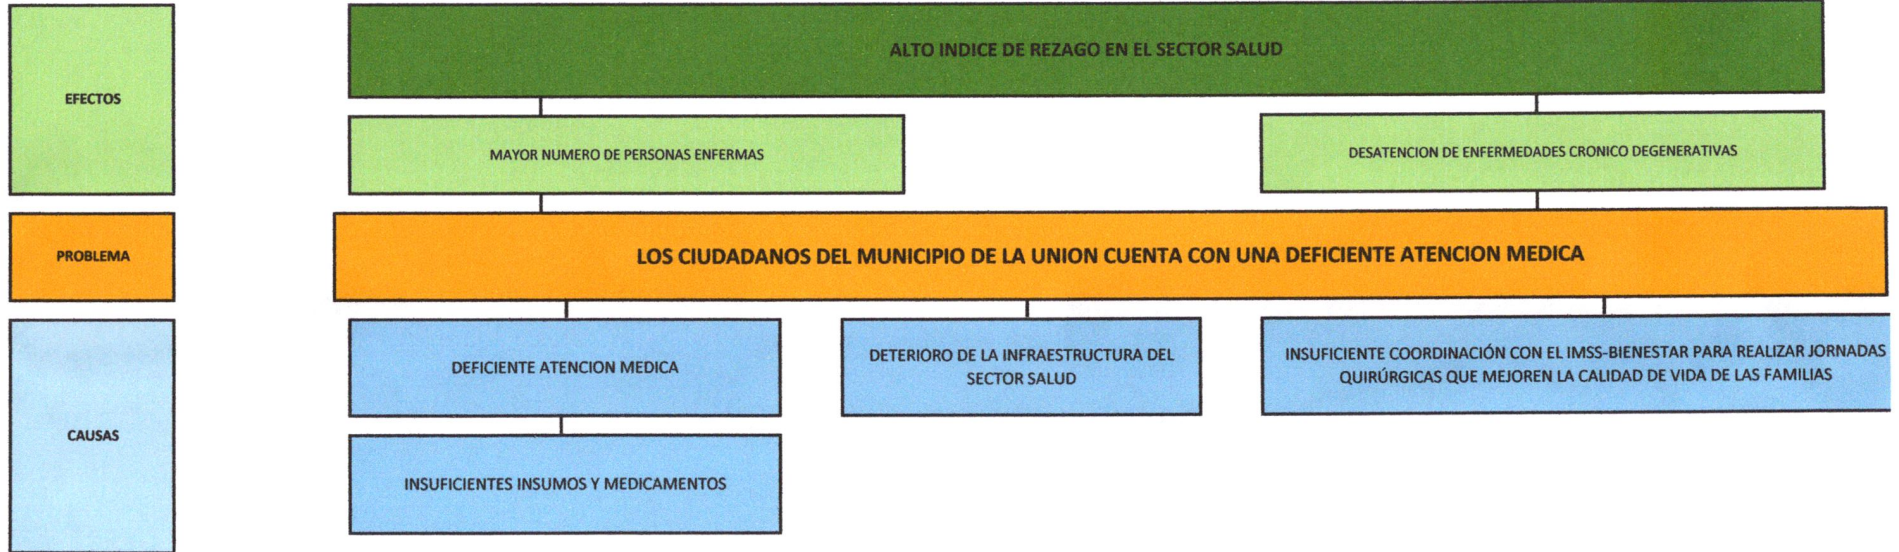 EFECTOS
ALTO INDICE DE REZAGO EN EL SECTOR SALUD
MAYOR NUMERO DE PERSONAS ENFERMAS
DESATENCION DE ENFERMEDADES CRONICO DEGENERATIVAS
PROBLEMA
LOS CIUDADANOS DEL MUNICIPIO DE LA UNION CUENTA CON UNA DEFICIENTE ATENCION MEDICA
CAUSAS
DEFICIENTE ATENCION MEDICA
DETERIORO DE LA INFRAESTRUCTURA DEL
SECTOR SALUD
INSUFICIENTE COORDINACIÓN CON EL IMSS-BIENESTAR PARA REALIZAR JORNADAS
QUIRÚRGICAS QUE MEJOREN LA CALIDAD DE VIDA DE LAS FAMILIAS
INSUFICIENTES INSUMOS Y MEDICAMENTOS